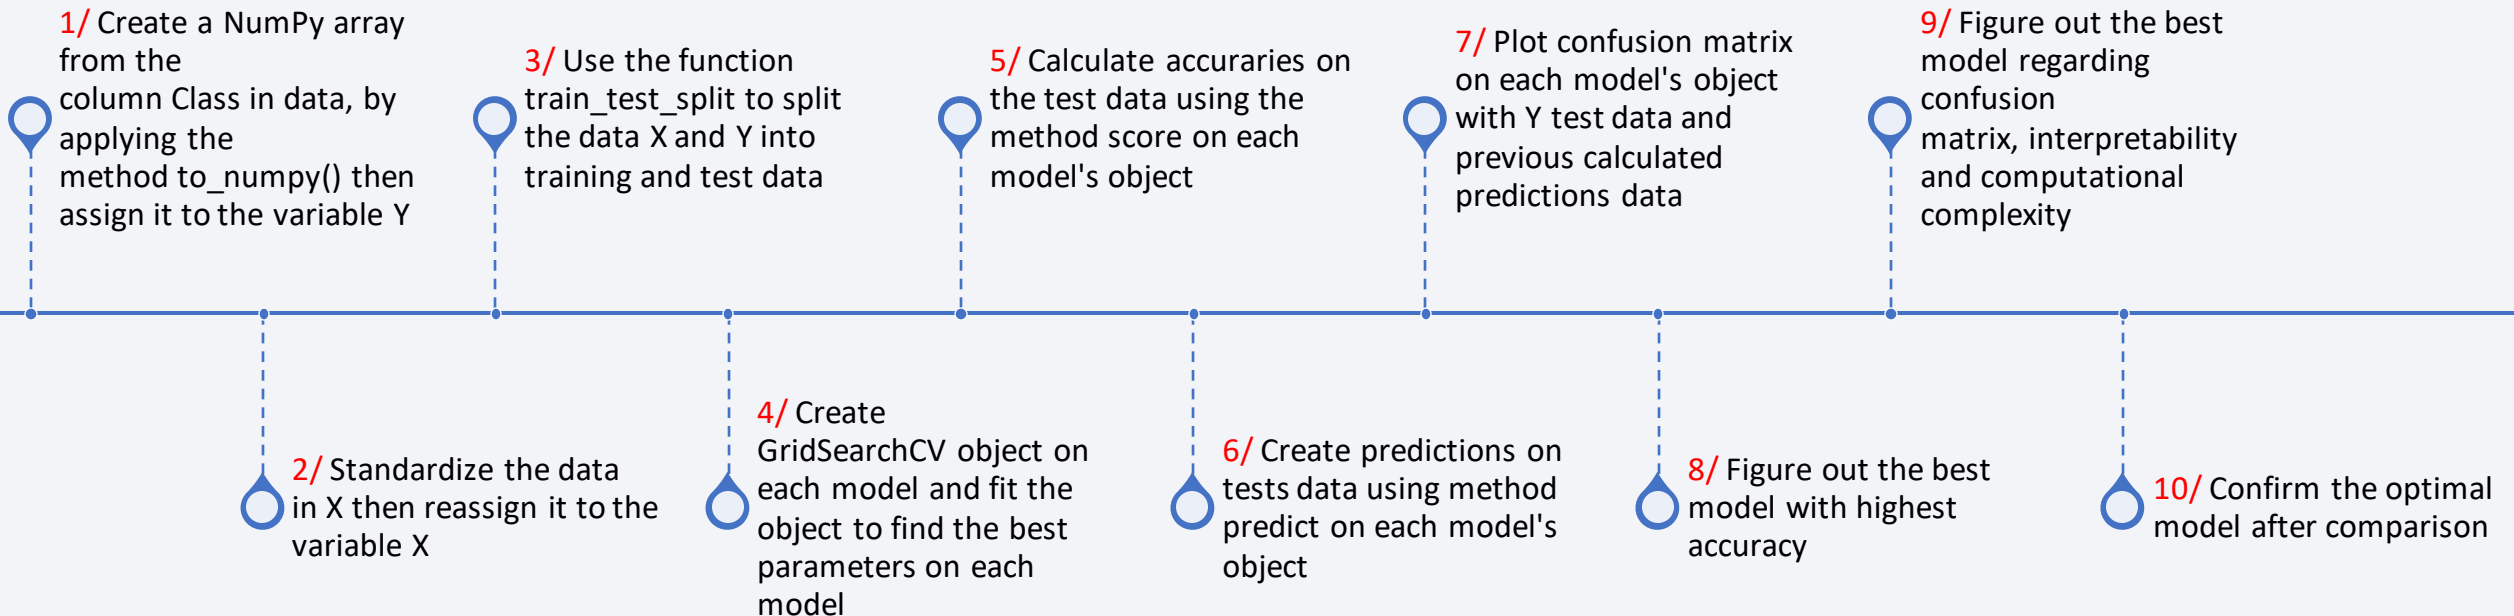 1/ Create a NumPy array
from the
column Class in data, by
applying the
method to_numpy() then
assign it to the variable Y
2/ Standardize the data
in X then reassign it to the
variable X
3/ Use the function
train_test_split to split
the data X and Y into
training and test data
4/ Create
GridSearchCV object on
each model and fit the
object to find the best
parameters on each
model
5/ Calculate accuraries on
the test data using the
method score on each
model's object
6/ Create predictions on
tests data using method
predict on each model's
object
7/ Plot confusion matrix
on each model's object
with Y test data and
previous calculated
predictions data
8/ Figure out the best
model with highest
accuracy
9/ Figure out the best
model regarding
confusion
matrix, interpretability
and computational
complexity
10/ Confirm the optimal
model after comparison